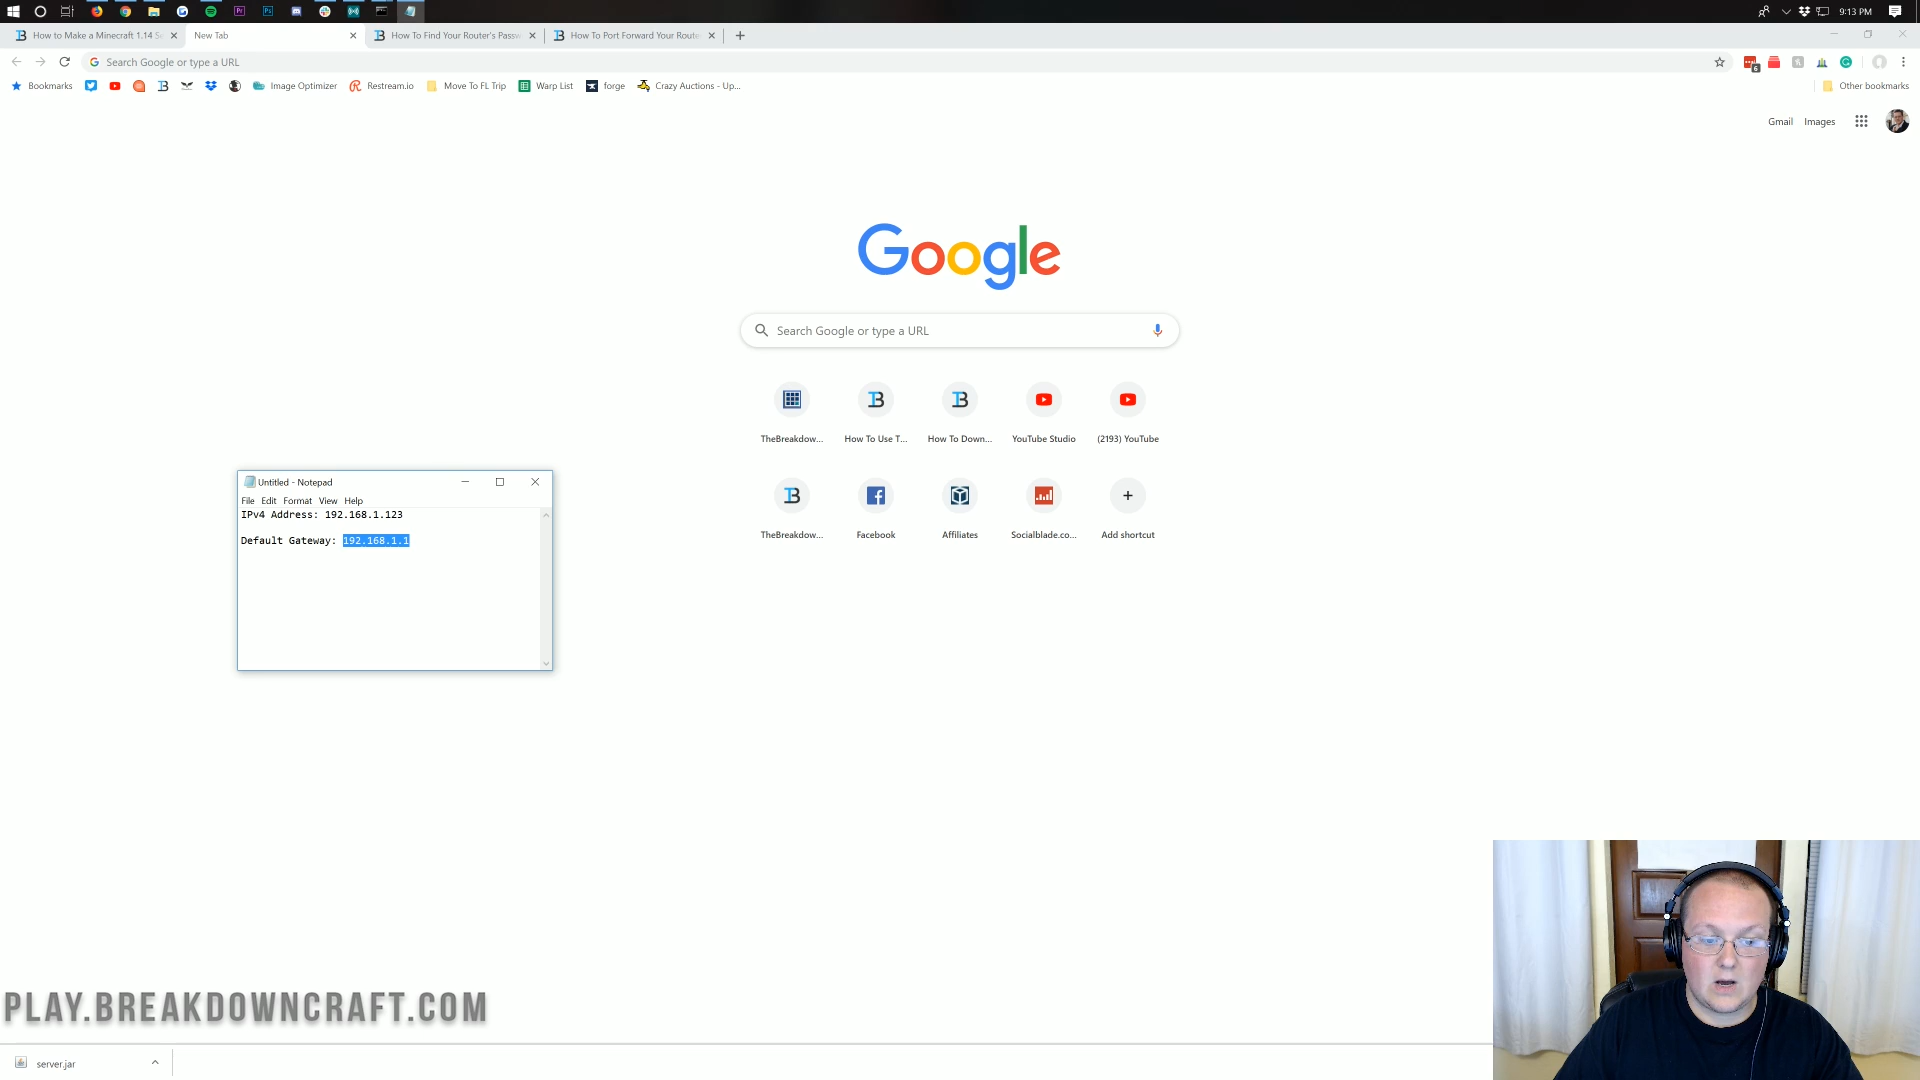 9:13 PM
How to Make a Minecraft 1.14 Se
New Tab
How To Find Your Router's Passw
How To Port Forward Your Route
Search Google or type a URL
6
Bookmarks
Image Optimizer
Restream.io
Move To FL Trip
Warp List
forge
Crazy Auctions - Up...
Other bookmarks
Gmail
Images
Google
Search Google or type a URL
TheBreakdow...
How To Use T...
How To Down...
YouTube Studio
(2193) YouTube
TheBreakdow...
Facebook
Affiliates
Socialblade.co...
Add shortcut
Untitled - Notepad
File Edit Format View Help
IPv4 Address: 192.168.1.123
Default Gateway: 192.168.1.1
PLAY.BREAKDOWNCRAFT.COM
server.jar